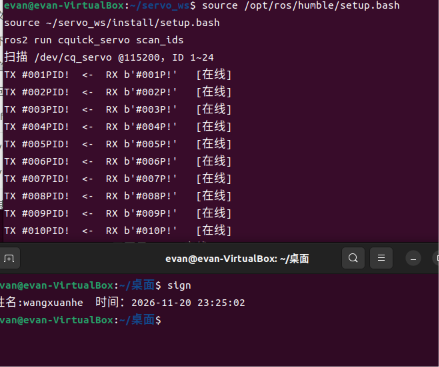 evan@evan-VirtualBox:~/servo_ws$ source /opt/ros/humble/setup.bash
source ~/servo_ws/install/setup.bash
ros2 run cquick_servo scan_ids
扫描 /dev/cq_servo @115200, ID 1~24
TX #001PID!  <-  RX b'#001P!'   [在线]
TX #002PID!  <-  RX b'#002P!'   [在线]
TX #003PID!  <-  RX b'#003P!'   [在线]
TX #004PID!  <-  RX b'#004P!'   [在线]
TX #005PID!  <-  RX b'#005P!'   [在线]
TX #006PID!  <-  RX b'#006P!'   [在线]
TX #007PID!  <-  RX b'#007P!'   [在线]
TX #008PID!  <-  RX b'#008P!'   [在线]
TX #009PID!  <-  RX b'#009P!'   [在线]
TX #010PID!  <-  RX b'#010P!'   [在线]
evan@evan-VirtualBox: ~/桌面
evan@evan-VirtualBox:~/桌面$ sign
姓名:wangxuanhe  时间: 2026-11-20 23:25:02
evan@evan-VirtualBox:~/桌面$